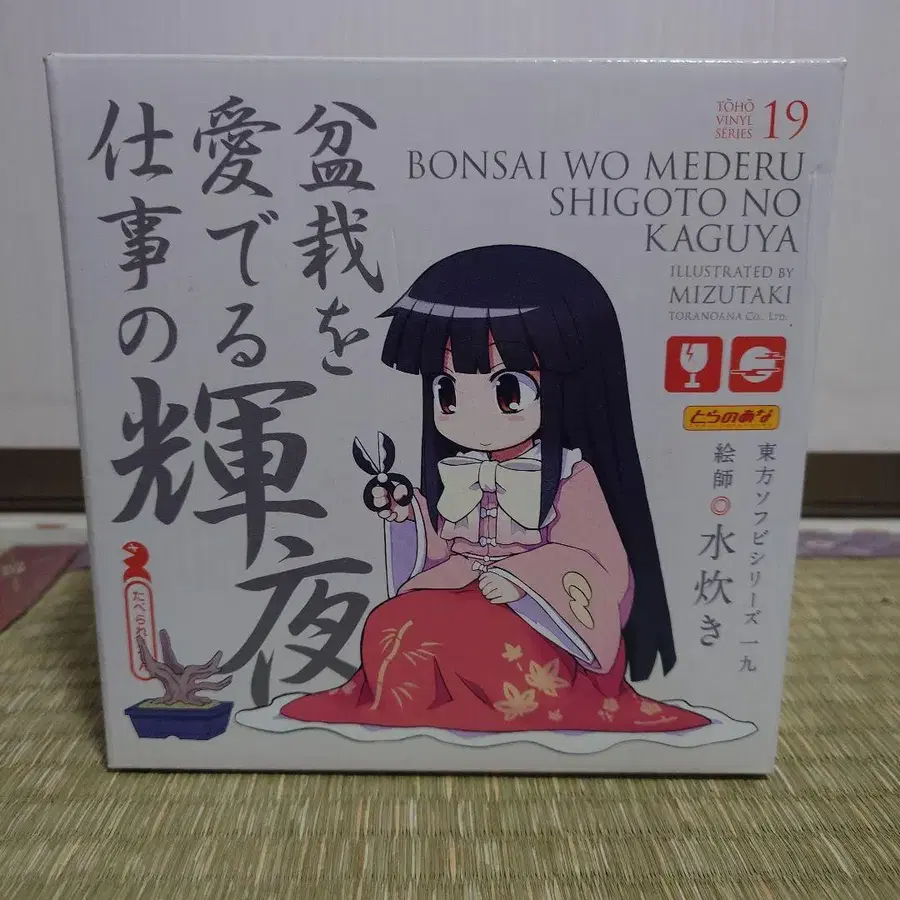 盆栽を
愛でる
仕事の
輝夜
TŌHŌ
VINYL
SERIES 19
BONSAI WO MEDERU
SHIGOTO NO
KAGUYA
ILLUSTRATED BY
MIZUTAKI
TORANOANA Co. Ltd.
とらのあな
東方ソフビシリーズ 一九
絵師◎水炊き